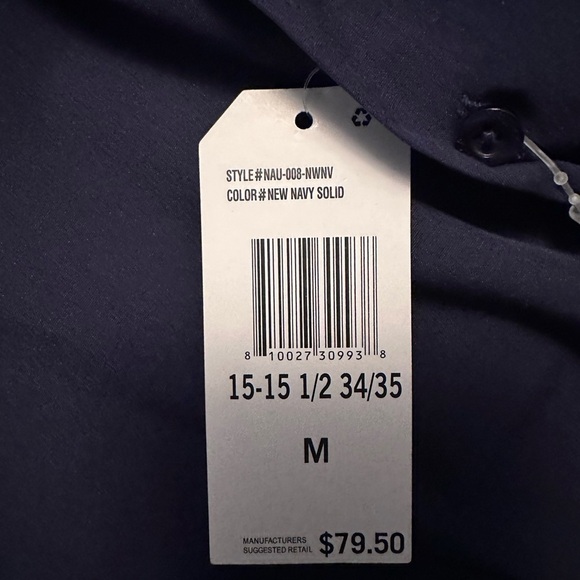 STYLE#NAU-008-NWNV
COLOR#NEW NAVY SOLID
8 10027 30993 8
15-15 1/2 34/35
M
MANUFACTURERS
SUGGESTED RETAIL $79.50